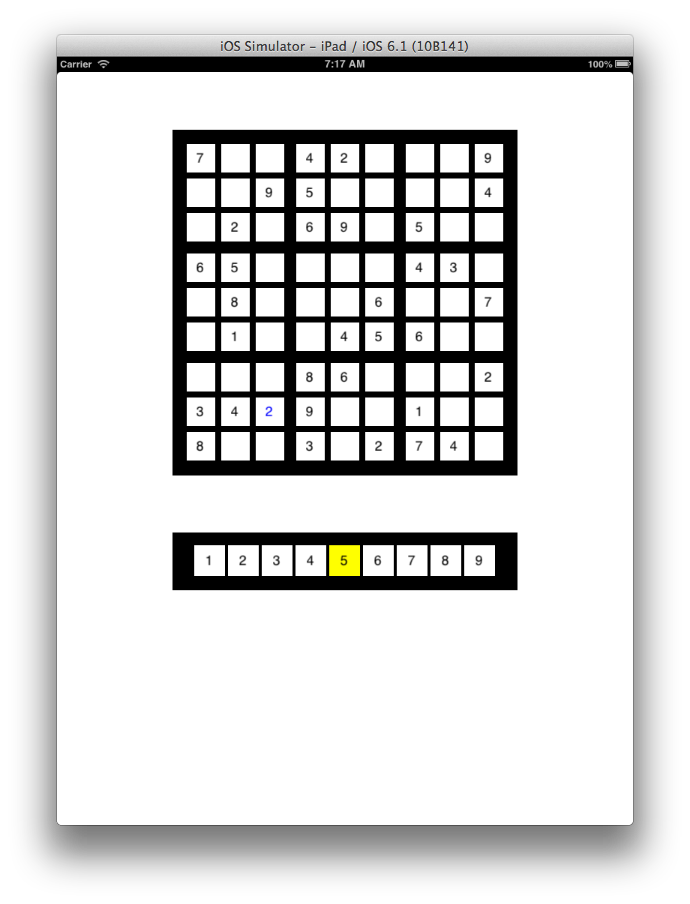 iOS Simulator – iPad / iOS 6.1 (10B141)
Carrier 7:17 AM 100%
7 4 2 9
9 5 4
2 6 9 5
6 5 4 3
8 6 7
1 4 5 6
8 6 2
3 4 2 9 1
8 3 2 7 4
1 2 3 4 5 6 7 8 9